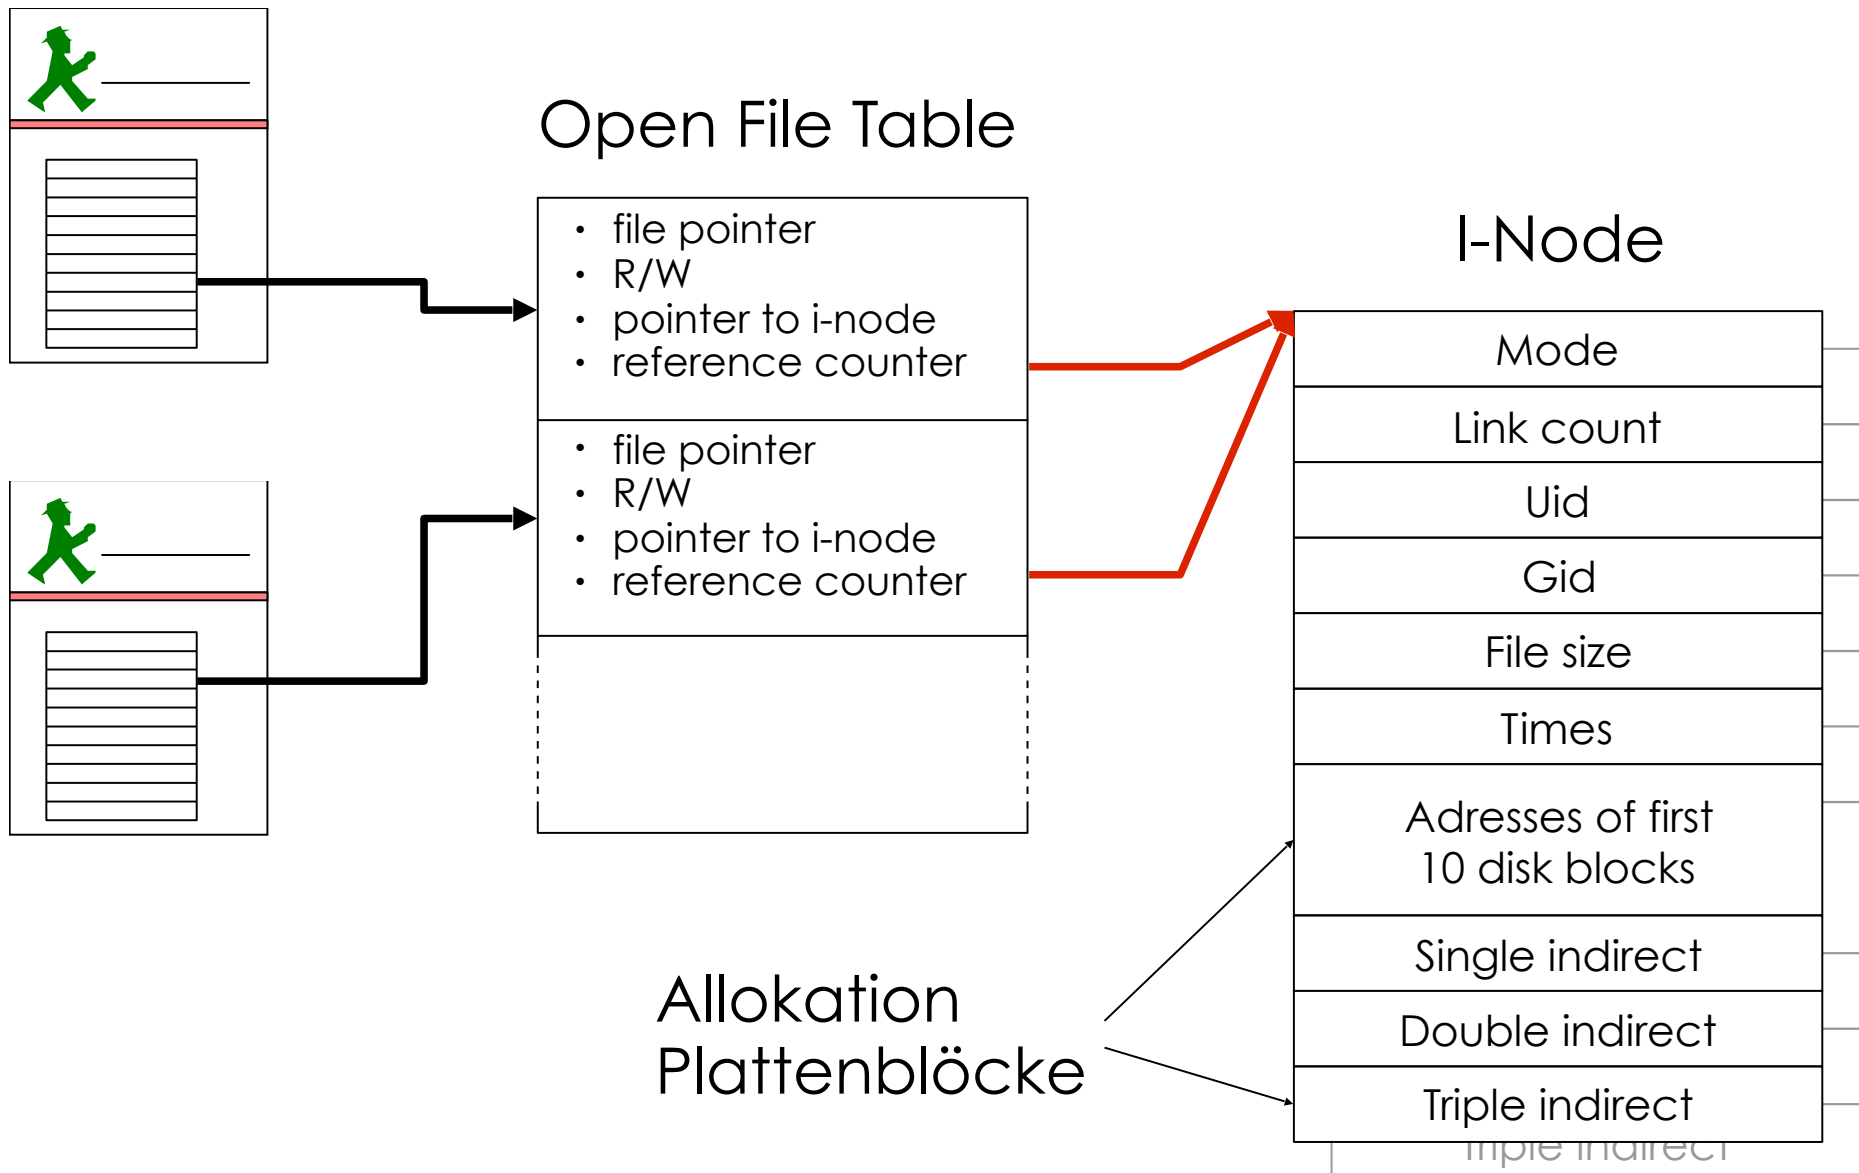 Open File Table
· file pointer
· R/W
· pointer to i-node
· reference counter
· file pointer
· R/W
· pointer to i-node
· reference counter
I-Node
Mode
Link count
Uid
Gid
File size
Times
Adresses of first
10 disk blocks
Single indirect
Double indirect
Triple indirect
Triple indirect
Allokation
Plattenblöcke